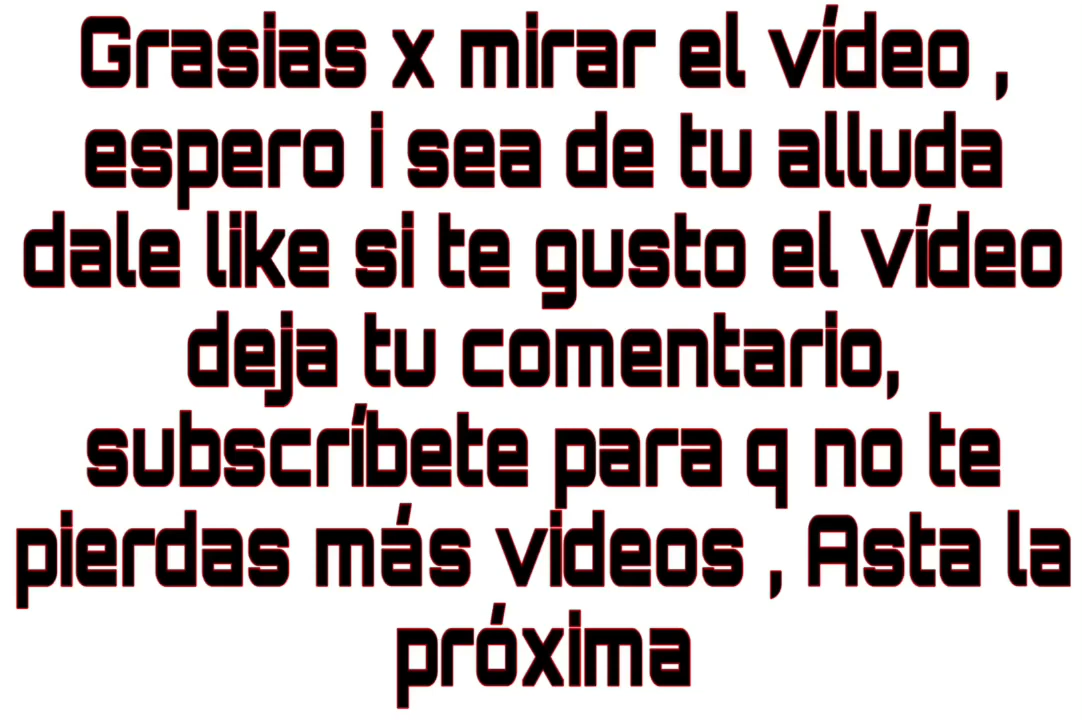 Grasias x mirar el vídeo ,
espero i sea de tu alluda
dale like si te gusto el vídeo
deja tu comentario,
subscríbete para q no te
pierdas más videos , Asta la
próxima